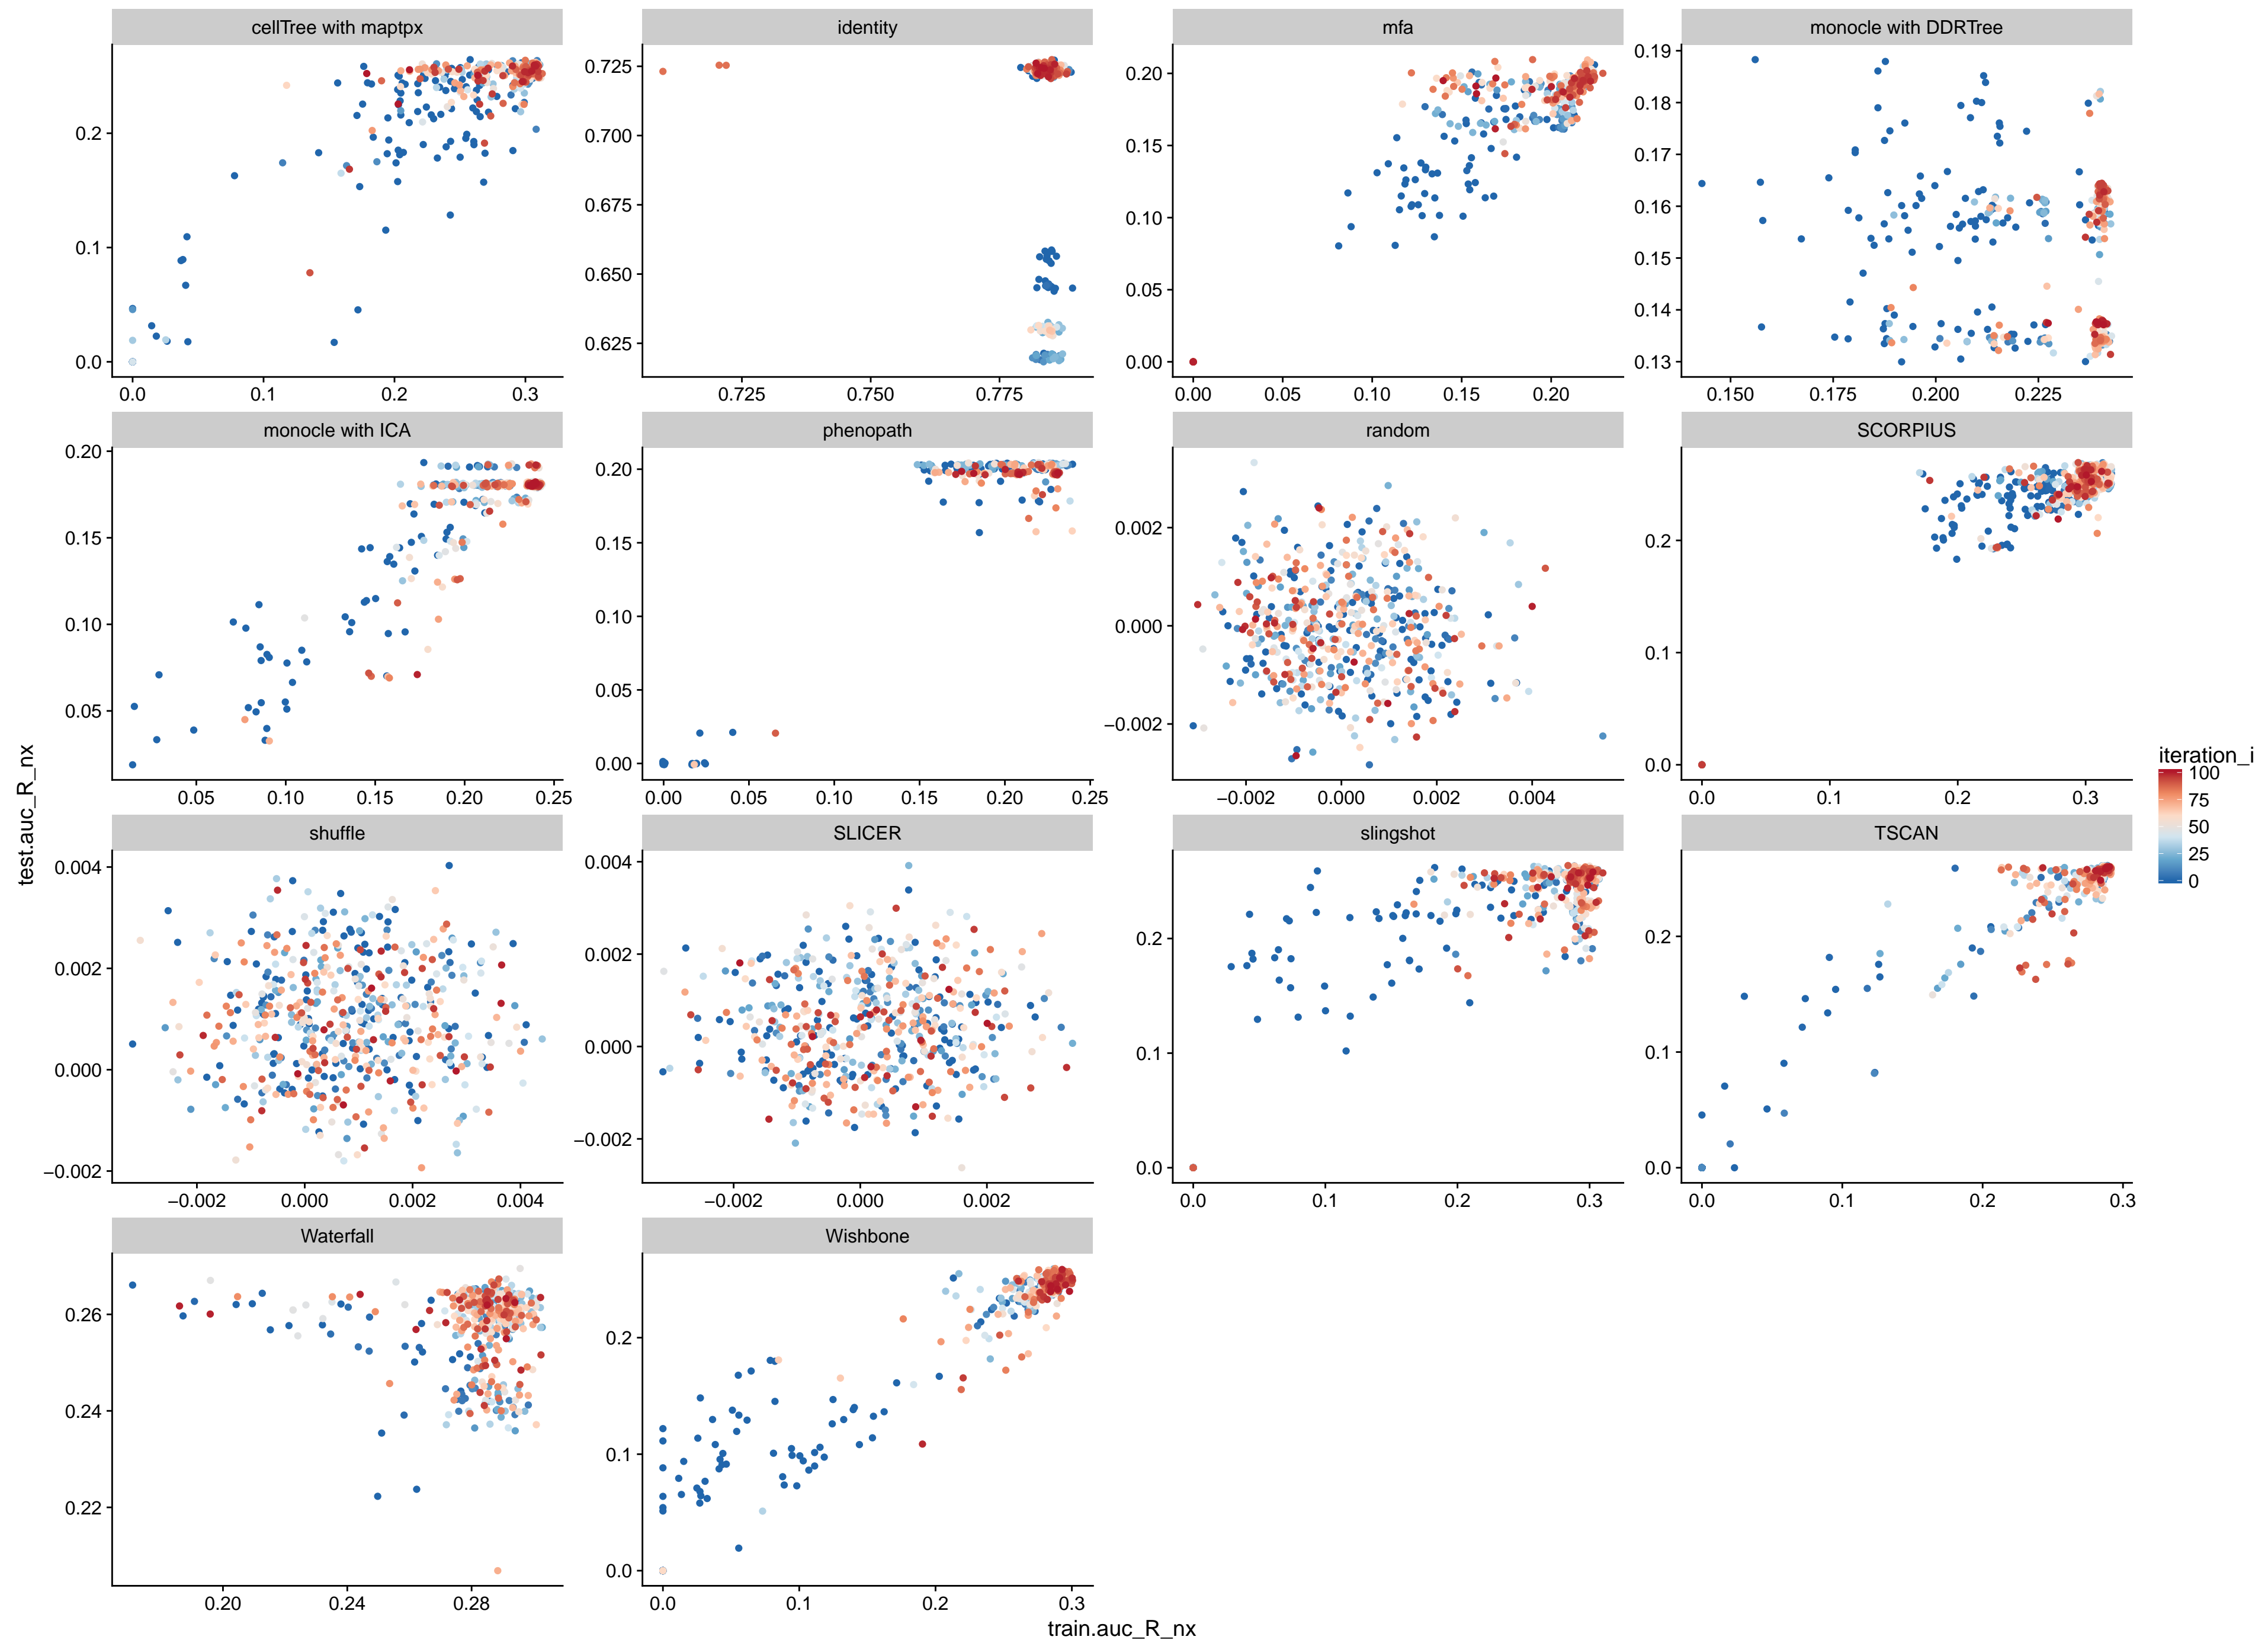 cellTree with maptpx
identity
mfa
monocle with DDRTree
0.2
0.1
0.0
0.0 0.1 0.2 0.3
0.725
0.700
0.675
0.650
0.625
0.725 0.750 0.775
0.20
0.15
0.10
0.05
0.00
0.00 0.05 0.10 0.15 0.20
0.19
0.18
0.17
0.16
0.15
0.14
0.13
0.150 0.175 0.200 0.225
monocle with ICA
phenopath
random
SCORPIUS
0.20
0.15
0.10
0.05
0.05 0.10 0.15 0.20 0.25
0.20
0.15
0.10
0.05
0.00
0.00 0.05 0.10 0.15 0.20 0.25
0.002
0.000
−0.002
−0.002 0.000 0.002 0.004
0.2
0.1
0.0
0.0 0.1 0.2 0.3
shuffle
SLICER
slingshot
TSCAN
0.004
0.002
0.000
−0.002
−0.002 0.000 0.002 0.004
0.004
0.002
0.000
−0.002
−0.002 0.000 0.002
0.2
0.1
0.0
0.0 0.1 0.2 0.3
0.2
0.1
0.0
0.0 0.1 0.2 0.3
Waterfall
Wishbone
0.26
0.24
0.22
0.20 0.24 0.28
0.2
0.1
0.0
0.0 0.1 0.2 0.3
train.auc_R_nx
test.auc_R_nx
iteration_i
100
75
50
25
0